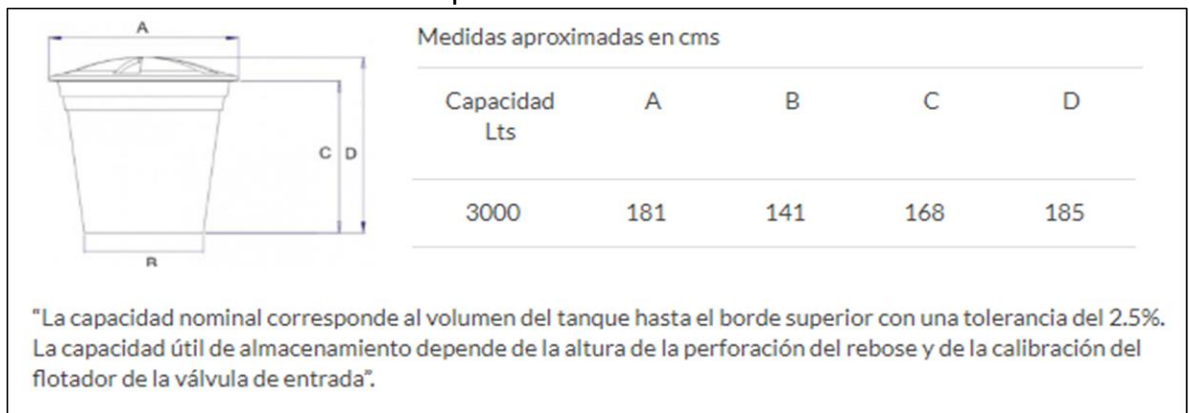 A
C D
B
Medidas aproximadas en cms
Capacidad Lts A B C D
3000 181 141 168 185
“La capacidad nominal corresponde al volumen del tanque hasta el borde superior con una tolerancia del 2.5%.
La capacidad útil de almacenamiento depende de la altura de la perforación del rebose y de la calibración del
flotador de la válvula de entrada”.